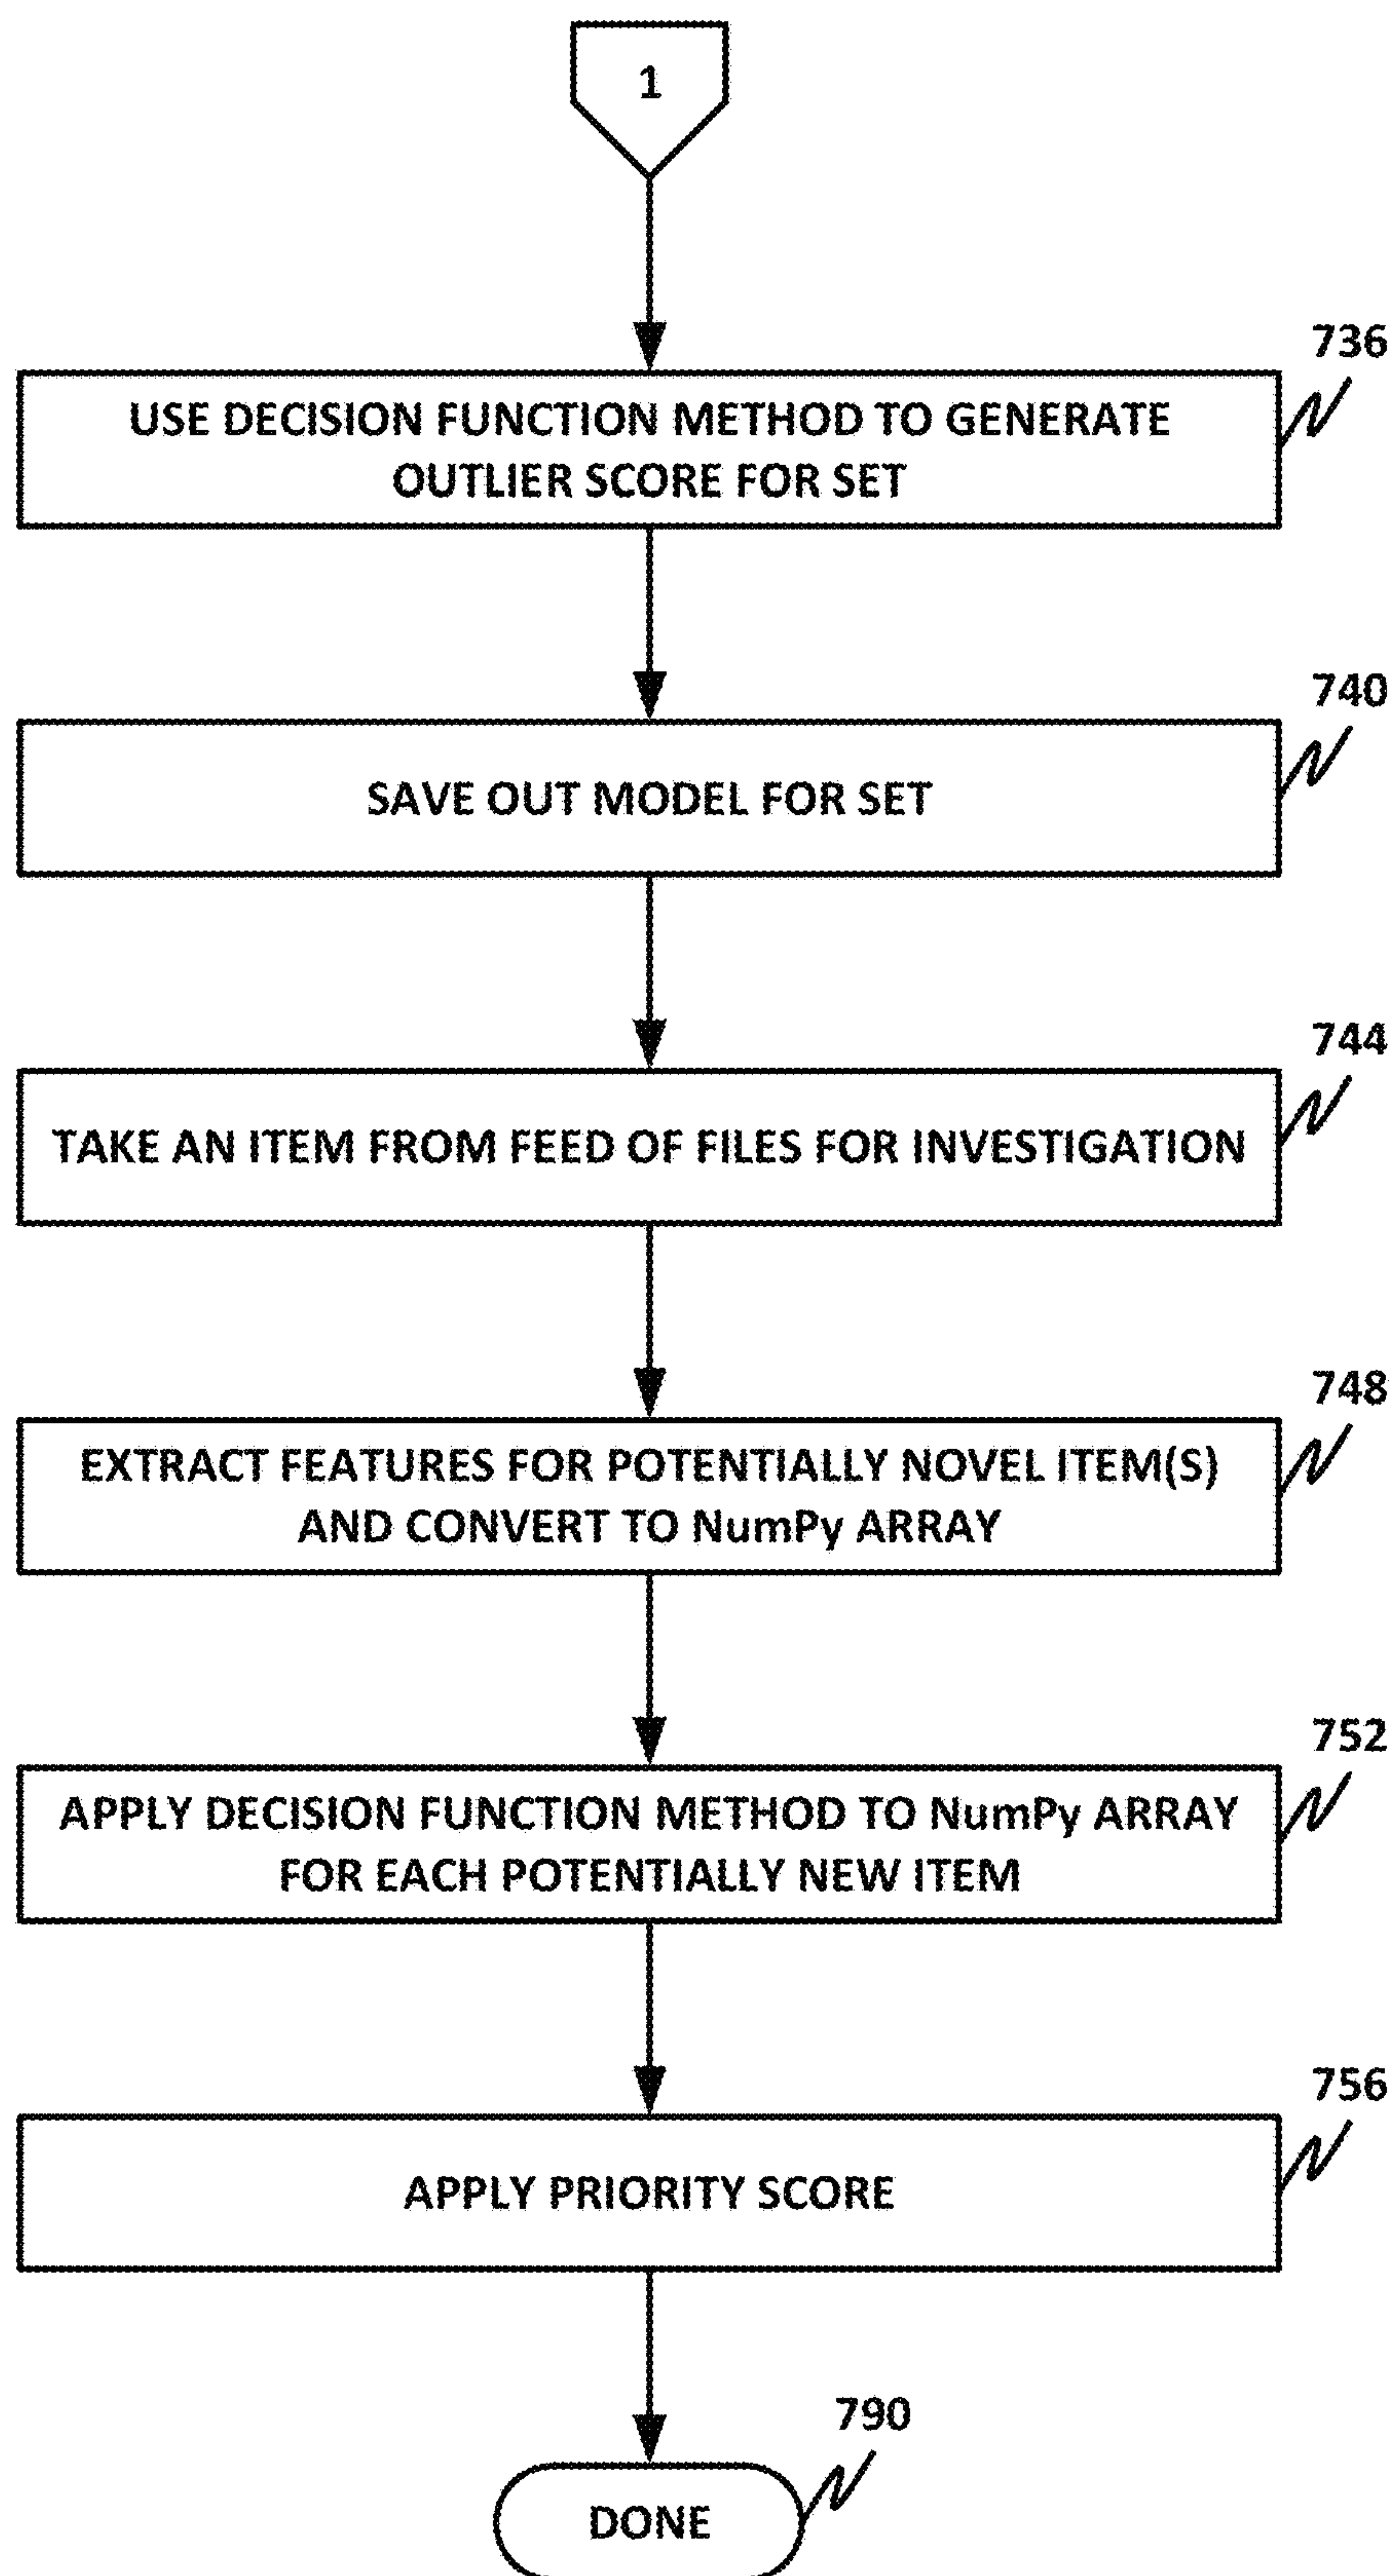 1
736
USE DECISION FUNCTION METHOD TO GENERATE
OUTLIER SCORE FOR SET
740
SAVE OUT MODEL FOR SET
744
TAKE AN ITEM FROM FEED OF FILES FOR INVESTIGATION
748
EXTRACT FEATURES FOR POTENTIALLY NOVEL ITEM(S)
AND CONVERT TO NumPy ARRAY
752
APPLY DECISION FUNCTION METHOD TO NumPy ARRAY
FOR EACH POTENTIALLY NEW ITEM
756
APPLY PRIORITY SCORE
790
DONE